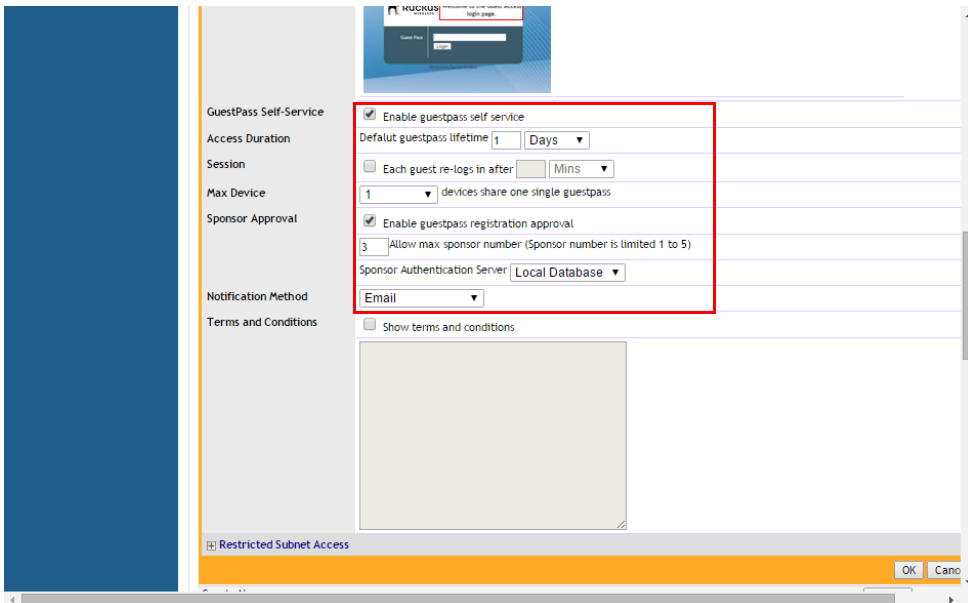 Ruckus
WIRELESS
Welcome to the Guest Access
login page.
Guest Pass
Login
GuestPass Self-Service
Enable guestpass self service
Access Duration
Defalut guestpass lifetime 1 Days
Session
Each guest re-logs in after Mins
Max Device
1 devices share one single guestpass
Sponsor Approval
Enable guestpass registration approval
3 Allow max sponsor number (Sponsor number is limited 1 to 5)
Sponsor Authentication Server Local Database
Notification Method
Email
Terms and Conditions
Show terms and conditions
Restricted Subnet Access
OK Canc